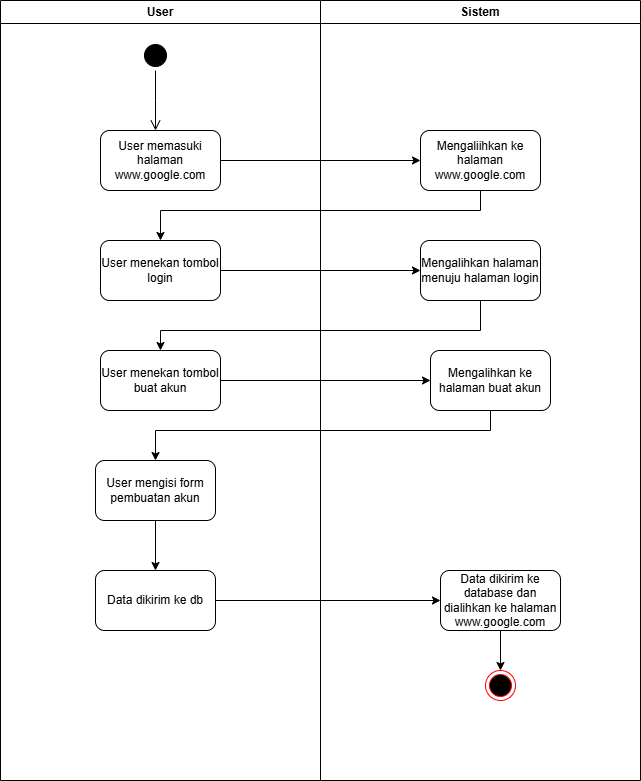 User
Sistem
User memasuki
halaman
www.google.com
Mengaliihkan ke
halaman
www.google.com
User menekan tombol
login
Mengalihkan halaman
menuju halaman login
User menekan tombol
buat akun
Mengalihkan ke
halaman buat akun
User mengisi form
pembuatan akun
Data dikirim ke db
Data dikirim ke
database dan
dialihkan ke halaman
www.google.com